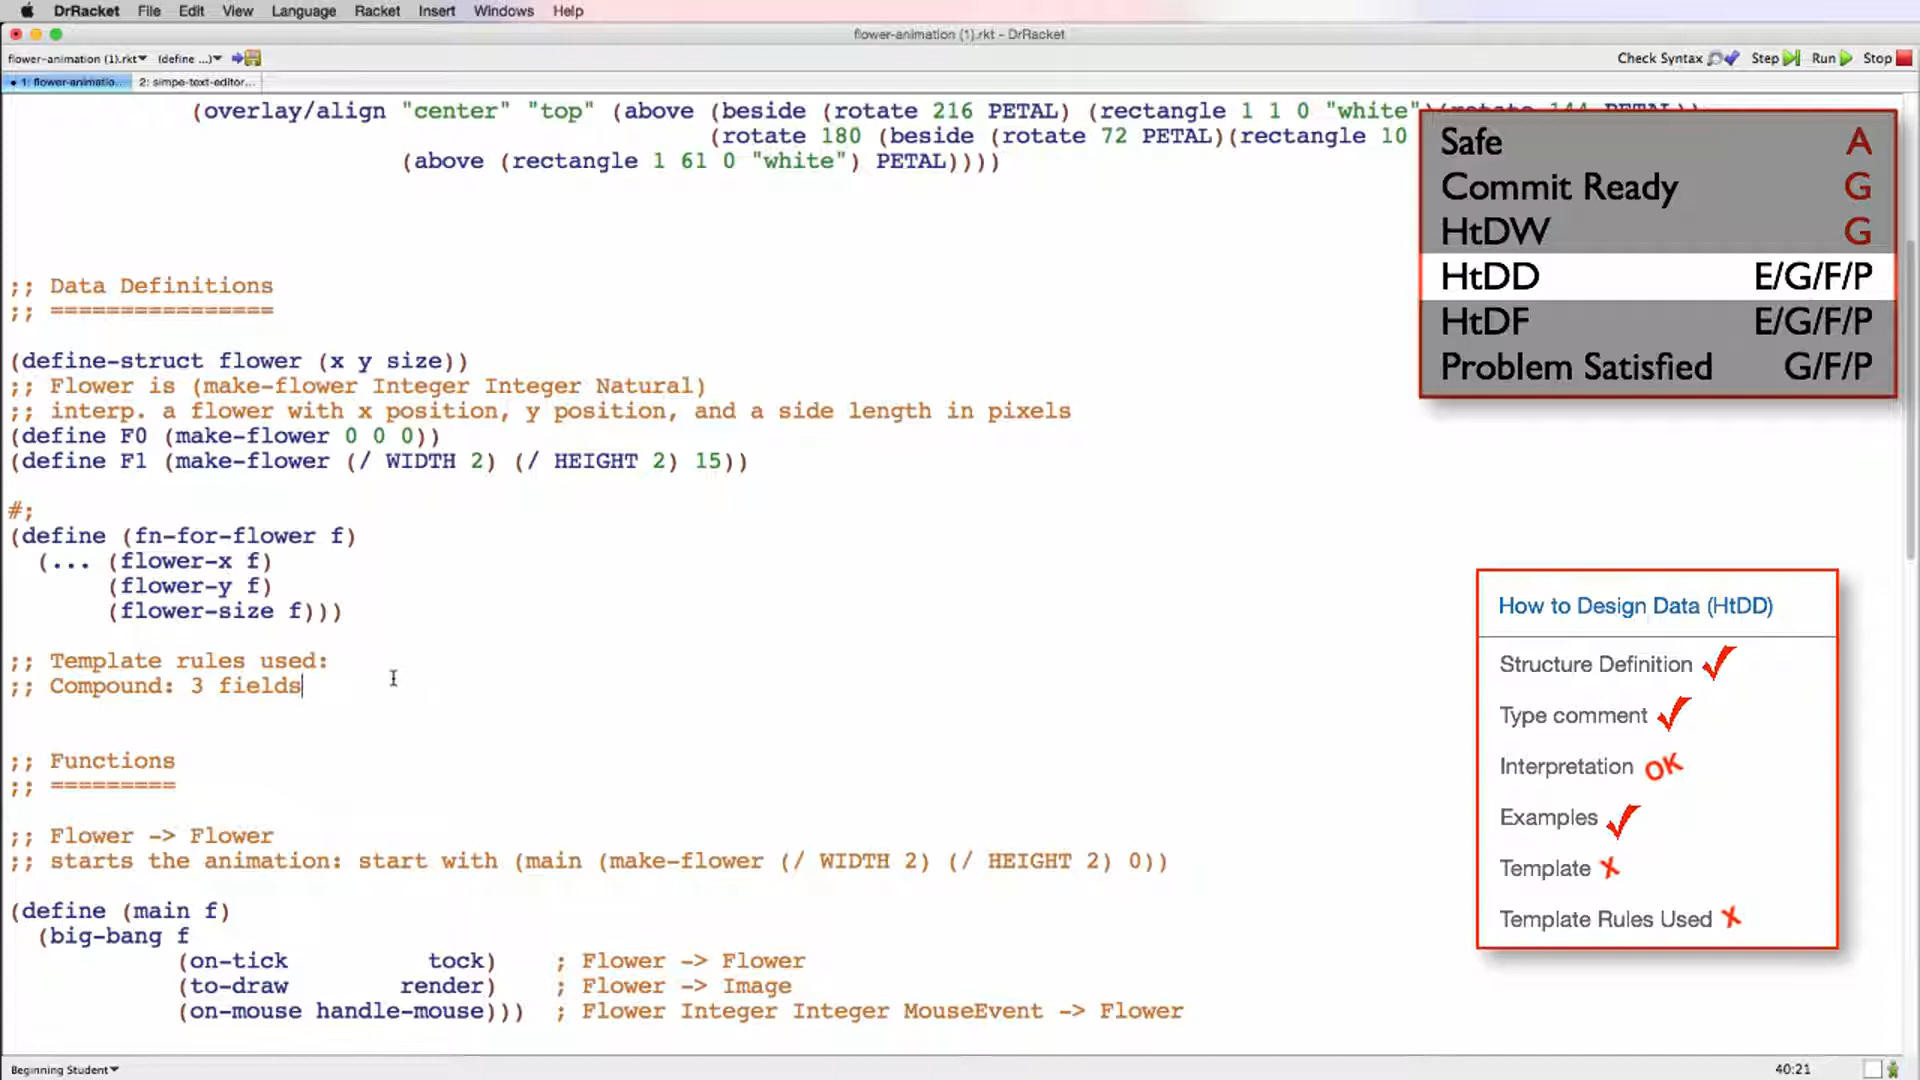 DrRacket File Edit View Language Racket Insert Windows Help
flower-animation (1).rkt - DrRacket
flower-animation (1).rkt (define ...) Check Syntax Step Run Stop
1: flower-animatio... 2: simpe-text-editor...
(overlay/align "center" "top" (above (beside (rotate 216 PETAL) (rectangle 1 1 0 "white")(rotate 144 PETAL))
(rotate 180 (beside (rotate 72 PETAL)(rectangle 10
(above (rectangle 1 61 0 "white") PETAL))))
;; Data Definitions
;; ================
(define-struct flower (x y size))
;; Flower is (make-flower Integer Integer Natural)
;; interp. a flower with x position, y position, and a side length in pixels
(define F0 (make-flower 0 0 0))
(define F1 (make-flower (/ WIDTH 2) (/ HEIGHT 2) 15))
#;
(define (fn-for-flower f)
(... (flower-x f)
(flower-y f)
(flower-size f)))
;; Template rules used:
;; Compound: 3 fields
;; Functions
;; =========
;; Flower -> Flower
;; starts the animation: start with (main (make-flower (/ WIDTH 2) (/ HEIGHT 2) 0))
(define (main f)
(big-bang f
(on-tick tock) ; Flower -> Flower
(to-draw render) ; Flower -> Image
(on-mouse handle-mouse))) ; Flower Integer Integer MouseEvent -> Flower
Beginning Student 40:21
Safe A
Commit Ready G
HtDW G
HtDD E/G/F/P
HtDF E/G/F/P
Problem Satisfied G/F/P
How to Design Data (HtDD)
Structure Definition
Type comment
Interpretation OK
Examples
Template X
Template Rules Used X